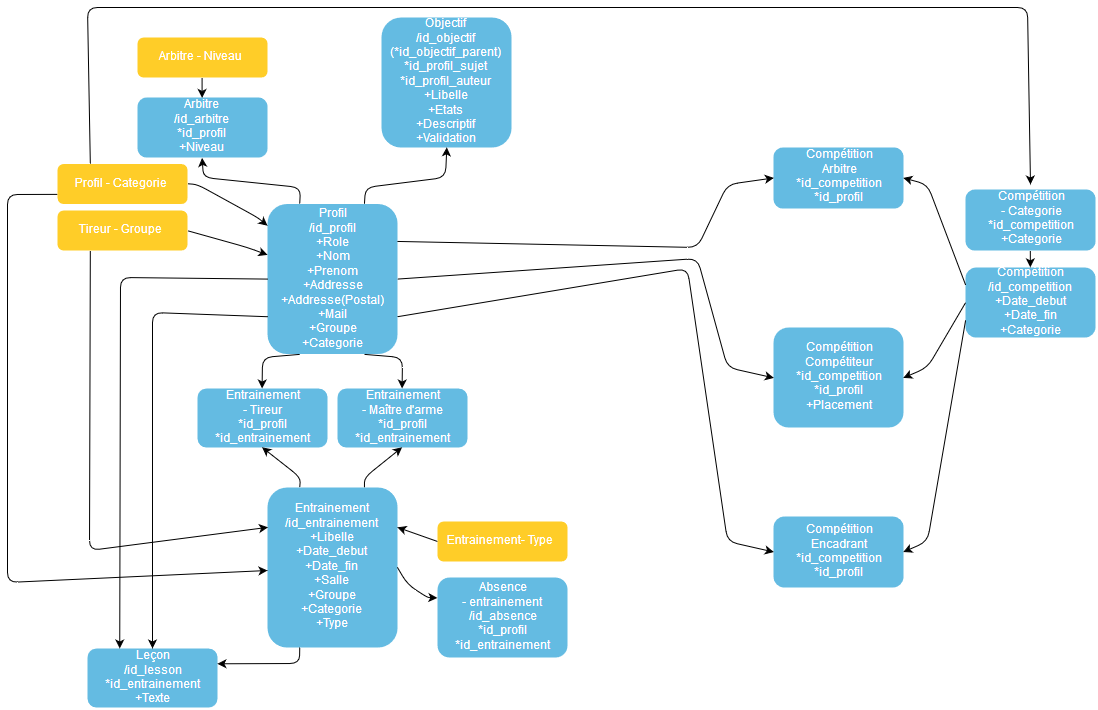 Arbitre - Niveau
Arbitre
/id_arbitre
*id_profil
+Niveau
Objectif
/id_objectif
(*id_objectif_parent)
*id_profil_sujet
*id_profil_auteur
+Libelle
+Etats
+Descriptif
+Validation
Profil - Categorie
Tireur - Groupe
Profil
/id_profil
+Role
+Nom
+Prenom
+Addresse
+Addresse(Postal)
+Mail
+Groupe
+Categorie
Compétition
Arbitre
*id_competition
*id_profil
Compétition
- Categorie
*id_competition
+Categorie
Compétition
/id_competition
+Date_debut
+Date_fin
+Categorie
Compétition
Compétiteur
*id_competition
*id_profil
+Placement
Entrainement
- Tireur
*id_profil
*id_entrainement
Entrainement
- Maître d'arme
*id_profil
*id_entrainement
Entrainement
/id_entrainement
+Libelle
+Date_debut
+Date_fin
+Salle
+Groupe
+Categorie
+Type
Entrainement-Type
Compétition
Encadrant
*id_competition
*id_profil
Absence
- entrainement
/id_absence
*id_profil
*id_entrainement
Leçon
/id_lesson
*id_entrainement
+Texte